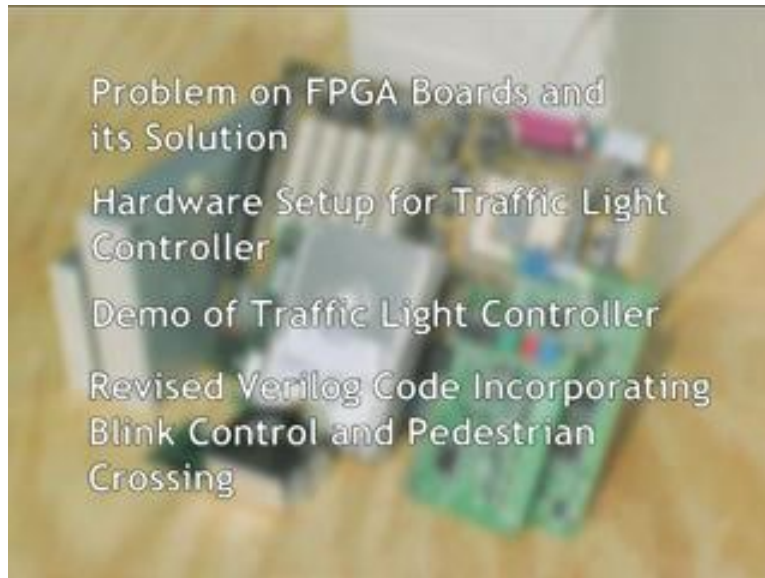 Problem on FPGA Boards and
its Solution
Hardware Setup for Traffic Light
Controller
Demo of Traffic Light Controller
Revised Verilog Code Incorporating
Blink Control and Pedestrian
Crossing